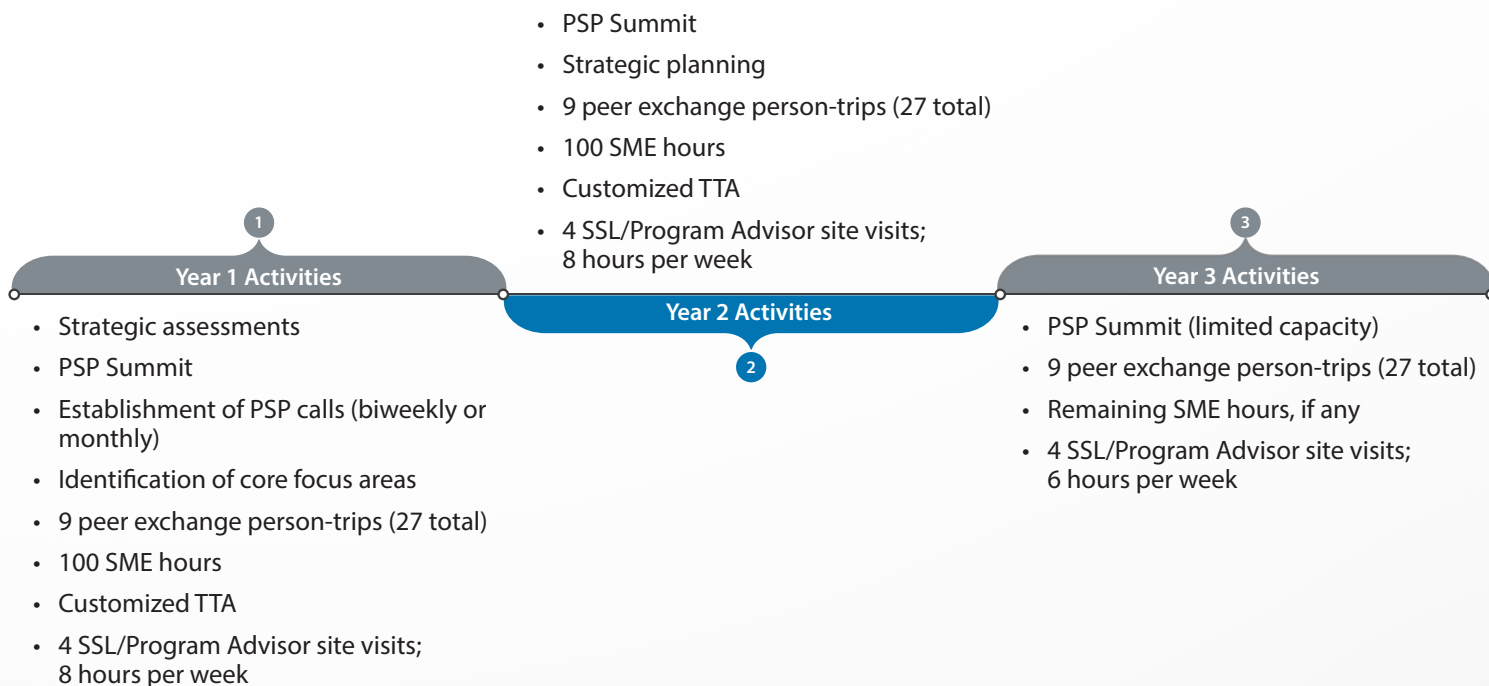 1
Year 1 Activities
• Strategic assessments
• PSP Summit
• Establishment of PSP calls (biweekly or
monthly)
• Identification of core focus areas
• 9 peer exchange person-trips (27 total)
• 100 SME hours
• Customized TTA
• 4 SSL/Program Advisor site visits;
8 hours per week
• PSP Summit
• Strategic planning
• 9 peer exchange person-trips (27 total)
• 100 SME hours
• Customized TTA
• 4 SSL/Program Advisor site visits;
8 hours per week
Year 2 Activities
2
3
Year 3 Activities
• PSP Summit (limited capacity)
• 9 peer exchange person-trips (27 total)
• Remaining SME hours, if any
• 4 SSL/Program Advisor site visits;
6 hours per week